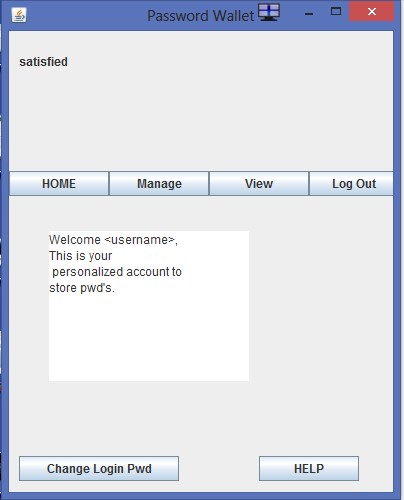 Password Wallet
satisfied
HOME Manage View Log Out
Welcome <username>,
This is your
personalized account to
store pwd's.
Change Login Pwd HELP